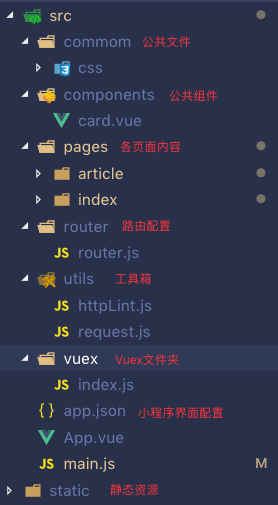 src
commom 公共文件
css
components 公共组件
card.vue
pages 各页面内容
article
index
router 路由配置
JS router.js
utils 工具箱
JS httpLint.js
JS request.js
vuex Vuex文件夹
JS index.js
{ } app.json 小程序界面配置
App.vue
JS main.js M
static 静态资源